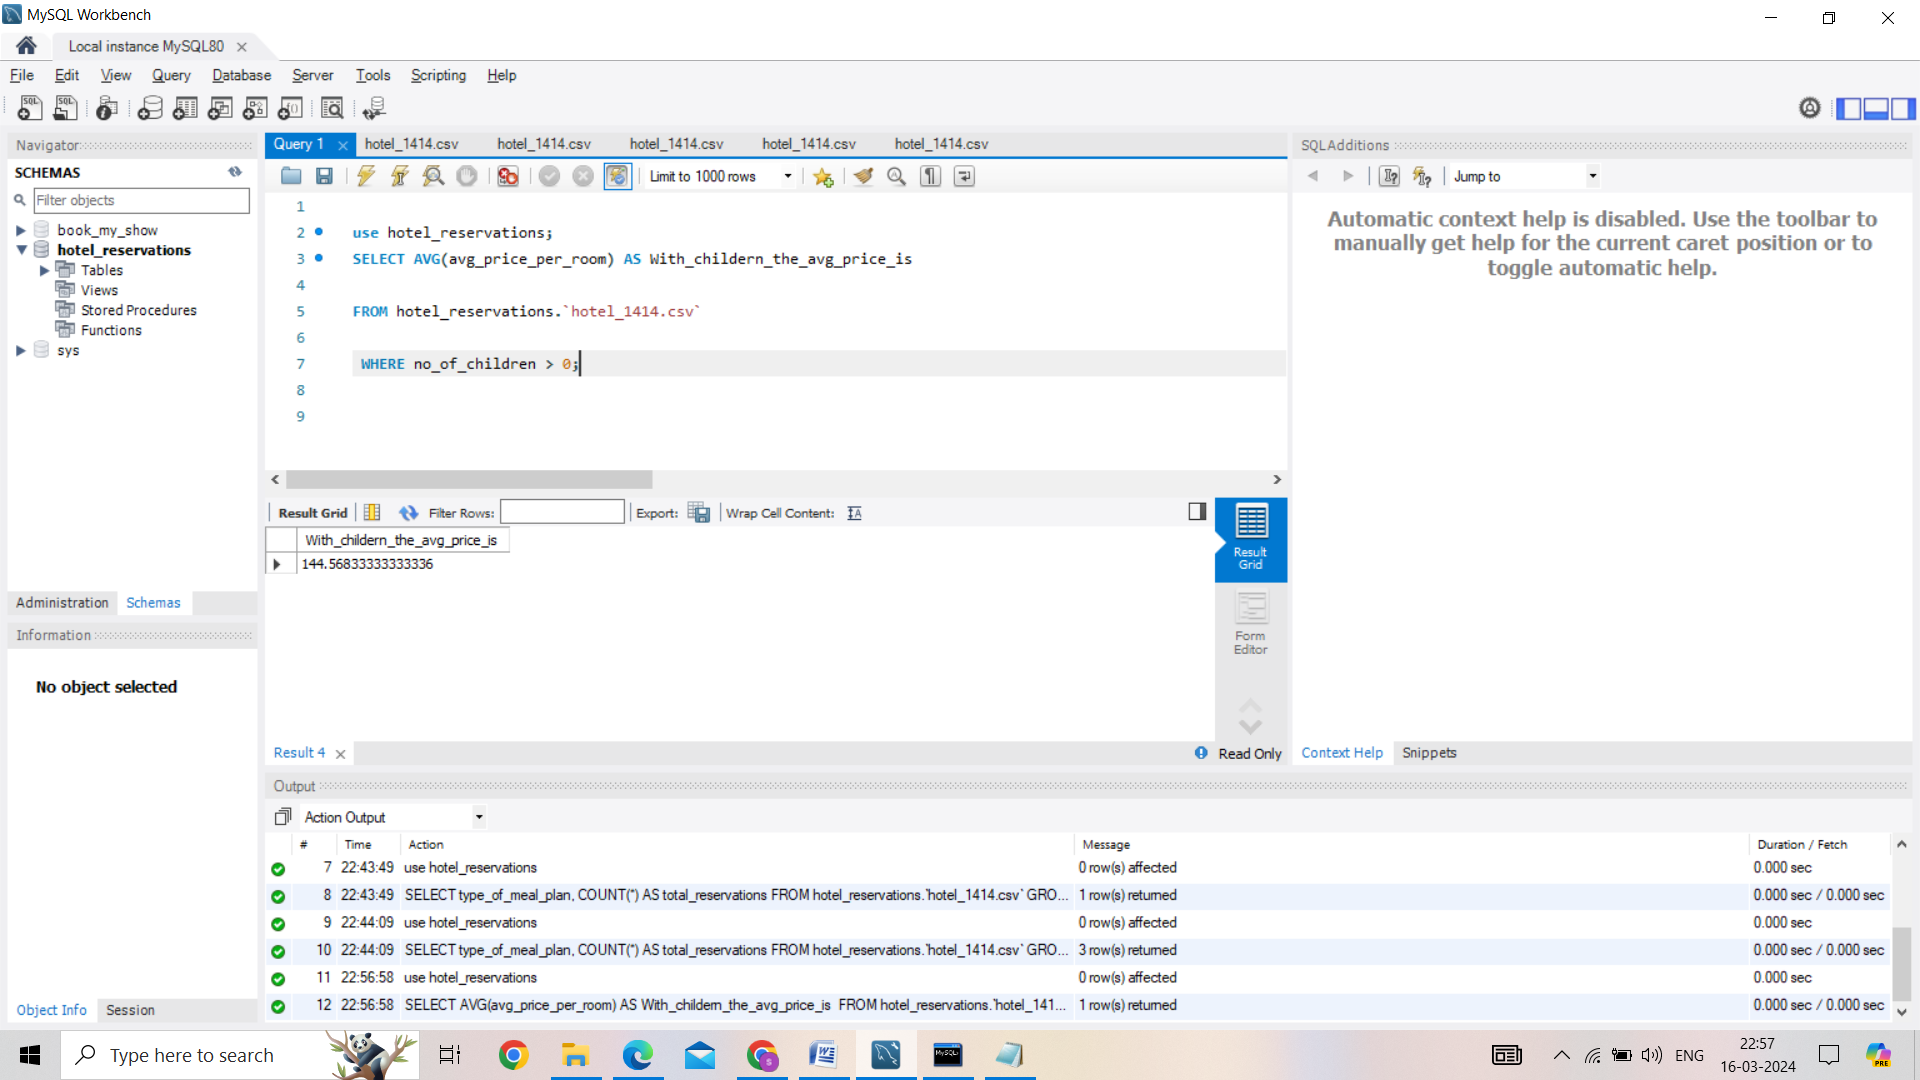 MySQL Workbench
Local instance MySQL80
File Edit View Query Database Server Tools Scripting Help
Navigator
SCHEMAS
Filter objects
book_my_show
hotel_reservations
Tables
Views
Stored Procedures
Functions
sys
Administration Schemas
Information
No object selected
Object Info Session
Query 1 hotel_1414.csv hotel_1414.csv hotel_1414.csv hotel_1414.csv hotel_1414.csv
Limit to 1000 rows
1
2 use hotel_reservations;
3 SELECT AVG(avg_price_per_room) AS With_childern_the_avg_price_is
4
5 FROM hotel_reservations.`hotel_1414.csv`
6
7 WHERE no_of_children > 0;
8
9
Result Grid Filter Rows: Export: Wrap Cell Content:
With_childern_the_avg_price_is
144.56833333333336
Result Grid
Form Editor
Result 4 Read Only
SQLAdditions
Jump to
Automatic context help is disabled. Use the toolbar to
manually get help for the current caret position or to
toggle automatic help.
Context Help Snippets
Output
Action Output
# Time Action Message Duration / Fetch
7 22:43:49 use hotel_reservations 0 row(s) affected 0.000 sec
8 22:43:49 SELECT type_of_meal_plan, COUNT(*) AS total_reservations FROM hotel_reservations.`hotel_1414.csv` GRO... 1 row(s) returned 0.000 sec / 0.000 sec
9 22:44:09 use hotel_reservations 0 row(s) affected 0.000 sec
10 22:44:09 SELECT type_of_meal_plan, COUNT(*) AS total_reservations FROM hotel_reservations.`hotel_1414.csv` GRO... 3 row(s) returned 0.000 sec / 0.000 sec
11 22:56:58 use hotel_reservations 0 row(s) affected 0.000 sec
12 22:56:58 SELECT AVG(avg_price_per_room) AS With_childern_the_avg_price_is FROM hotel_reservations.`hotel_141... 1 row(s) returned 0.000 sec / 0.000 sec
Type here to search
ENG
22:57
16-03-2024